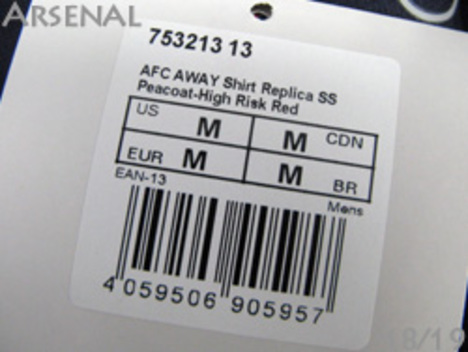 ARSENAL
753213 13
AFC AWAY Shirt Replica SS
Peacoat-High Risk Red
US M M CDN
EUR M M BR
EAN-13 Mens
4 059506 905957
18/19